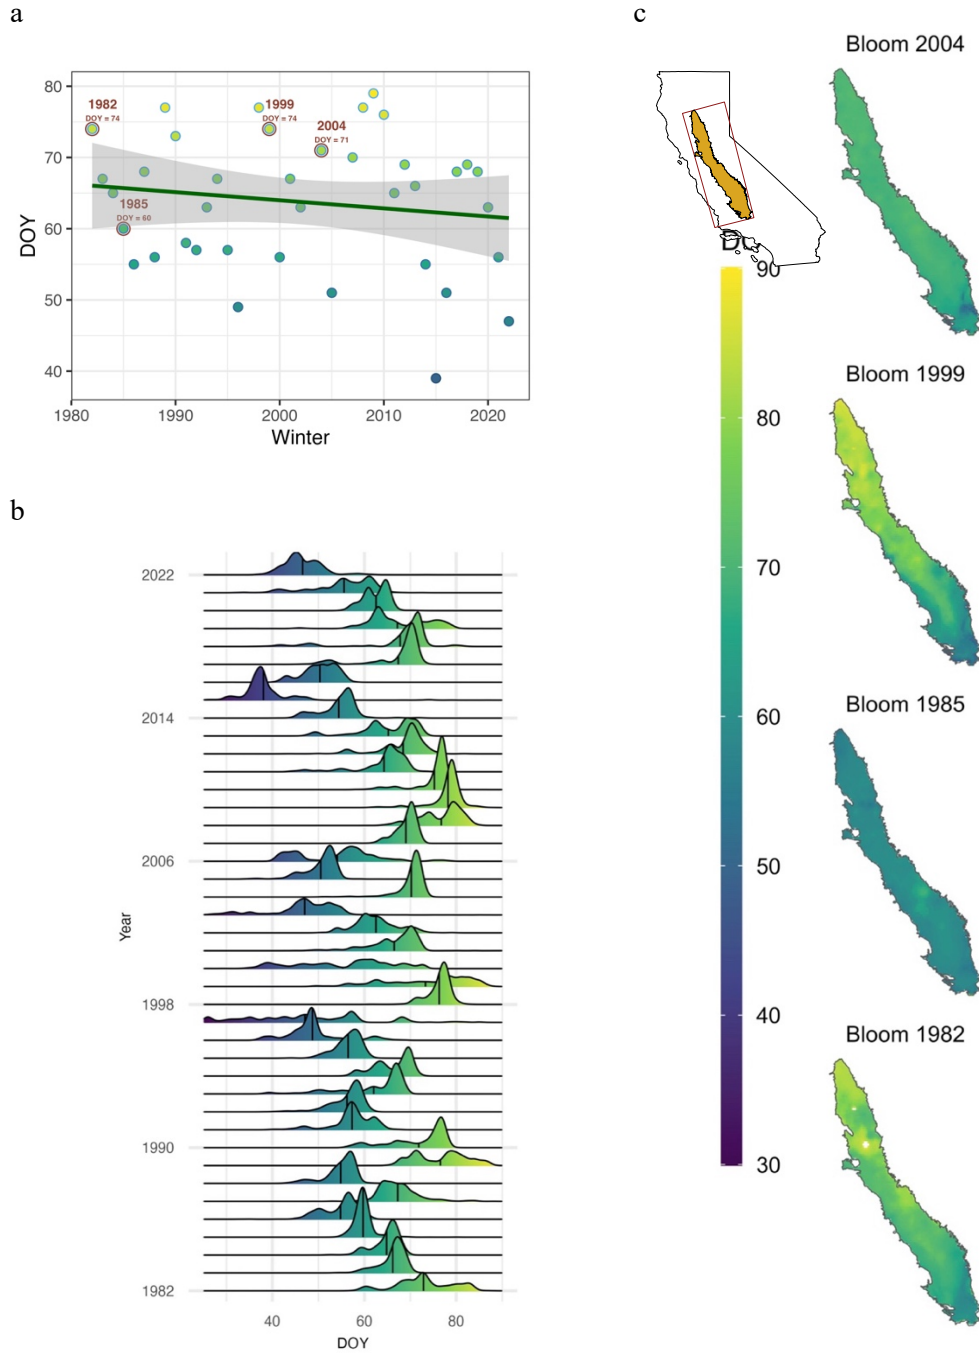 a
80
70
60
50
40
DOY
1982
DOY = 74
1999
DOY = 74
2004
DOY = 71
1985
DOY = 60
1980
1990
2000
2010
2020
Winter
b
2022
2014
2006
1998
1990
1982
Year
40
60
80
DOY
c
90
80
70
60
50
40
30
Bloom 2004
Bloom 1999
Bloom 1985
Bloom 1982